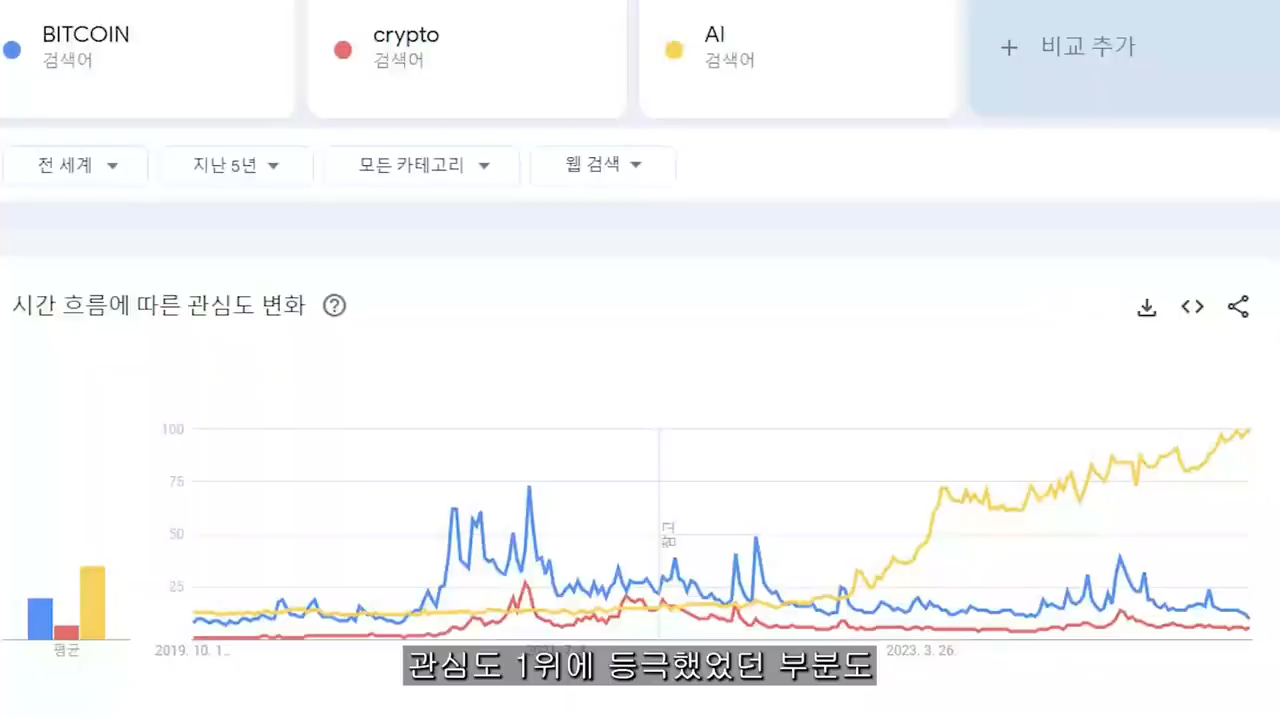 BITCOIN
검색어
crypto
검색어
AI
검색어
+ 비교 추가
전 세계
지난 5년
모든 카테고리
웹 검색
시간 흐름에 따른 관심도 변화
100
75
50
25
참고
평균
2019. 10. 1...
2023. 3. 26.
관심도 1위에 등극했었던 부분도